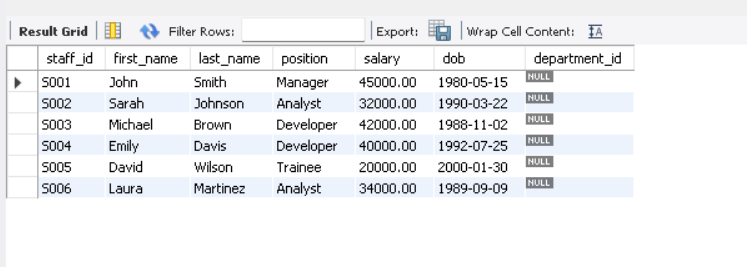 Result Grid Filter Rows: Export: Wrap Cell Content: IA
staff_id first_name last_name position salary dob department_id
S001 John Smith Manager 45000.00 1980-05-15 NULL
S002 Sarah Johnson Analyst 32000.00 1990-03-22 NULL
S003 Michael Brown Developer 42000.00 1988-11-02 NULL
S004 Emily Davis Developer 40000.00 1992-07-25 NULL
S005 David Wilson Trainee 20000.00 2000-01-30 NULL
S006 Laura Martinez Analyst 34000.00 1989-09-09 NULL